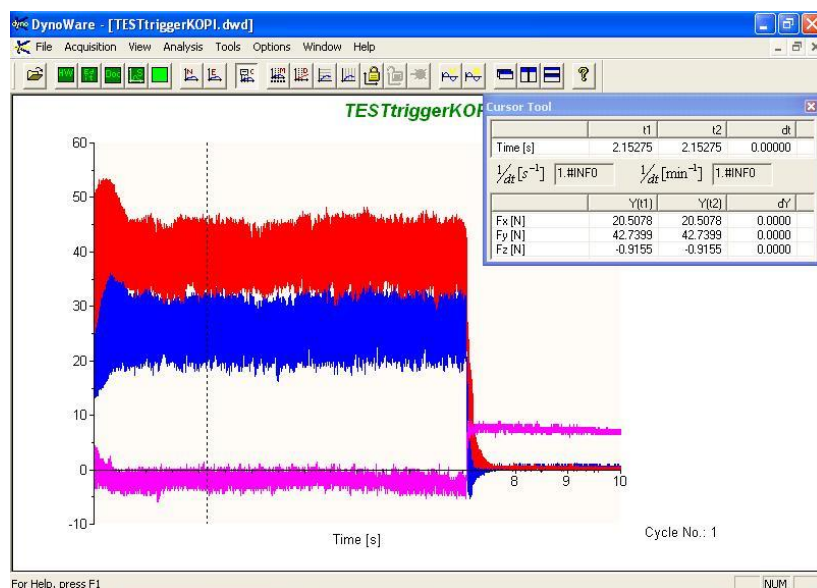 DynoWare - [TESTtriggerKOPI.dwd]
File Acquisition View Analysis Tools Options Window Help
TESTtriggerKOP
Cursor Tool
t1 t2 dt
Time [s] 2.15275 2.15275 0.00000
1/dt [s⁻¹] 1.#INF0 1/dt [min⁻¹] 1.#INF0
Y(t1) Y(t2) dY
Fx [N] 20.5078 20.5078 0.0000
Fy [N] 42.7399 42.7399 0.0000
Fz [N] -0.9155 -0.9155 0.0000
60
50
40
30
20
10
0
-10
8 9 10
Time [s]
Cycle No.: 1
For Help, press F1
NUM